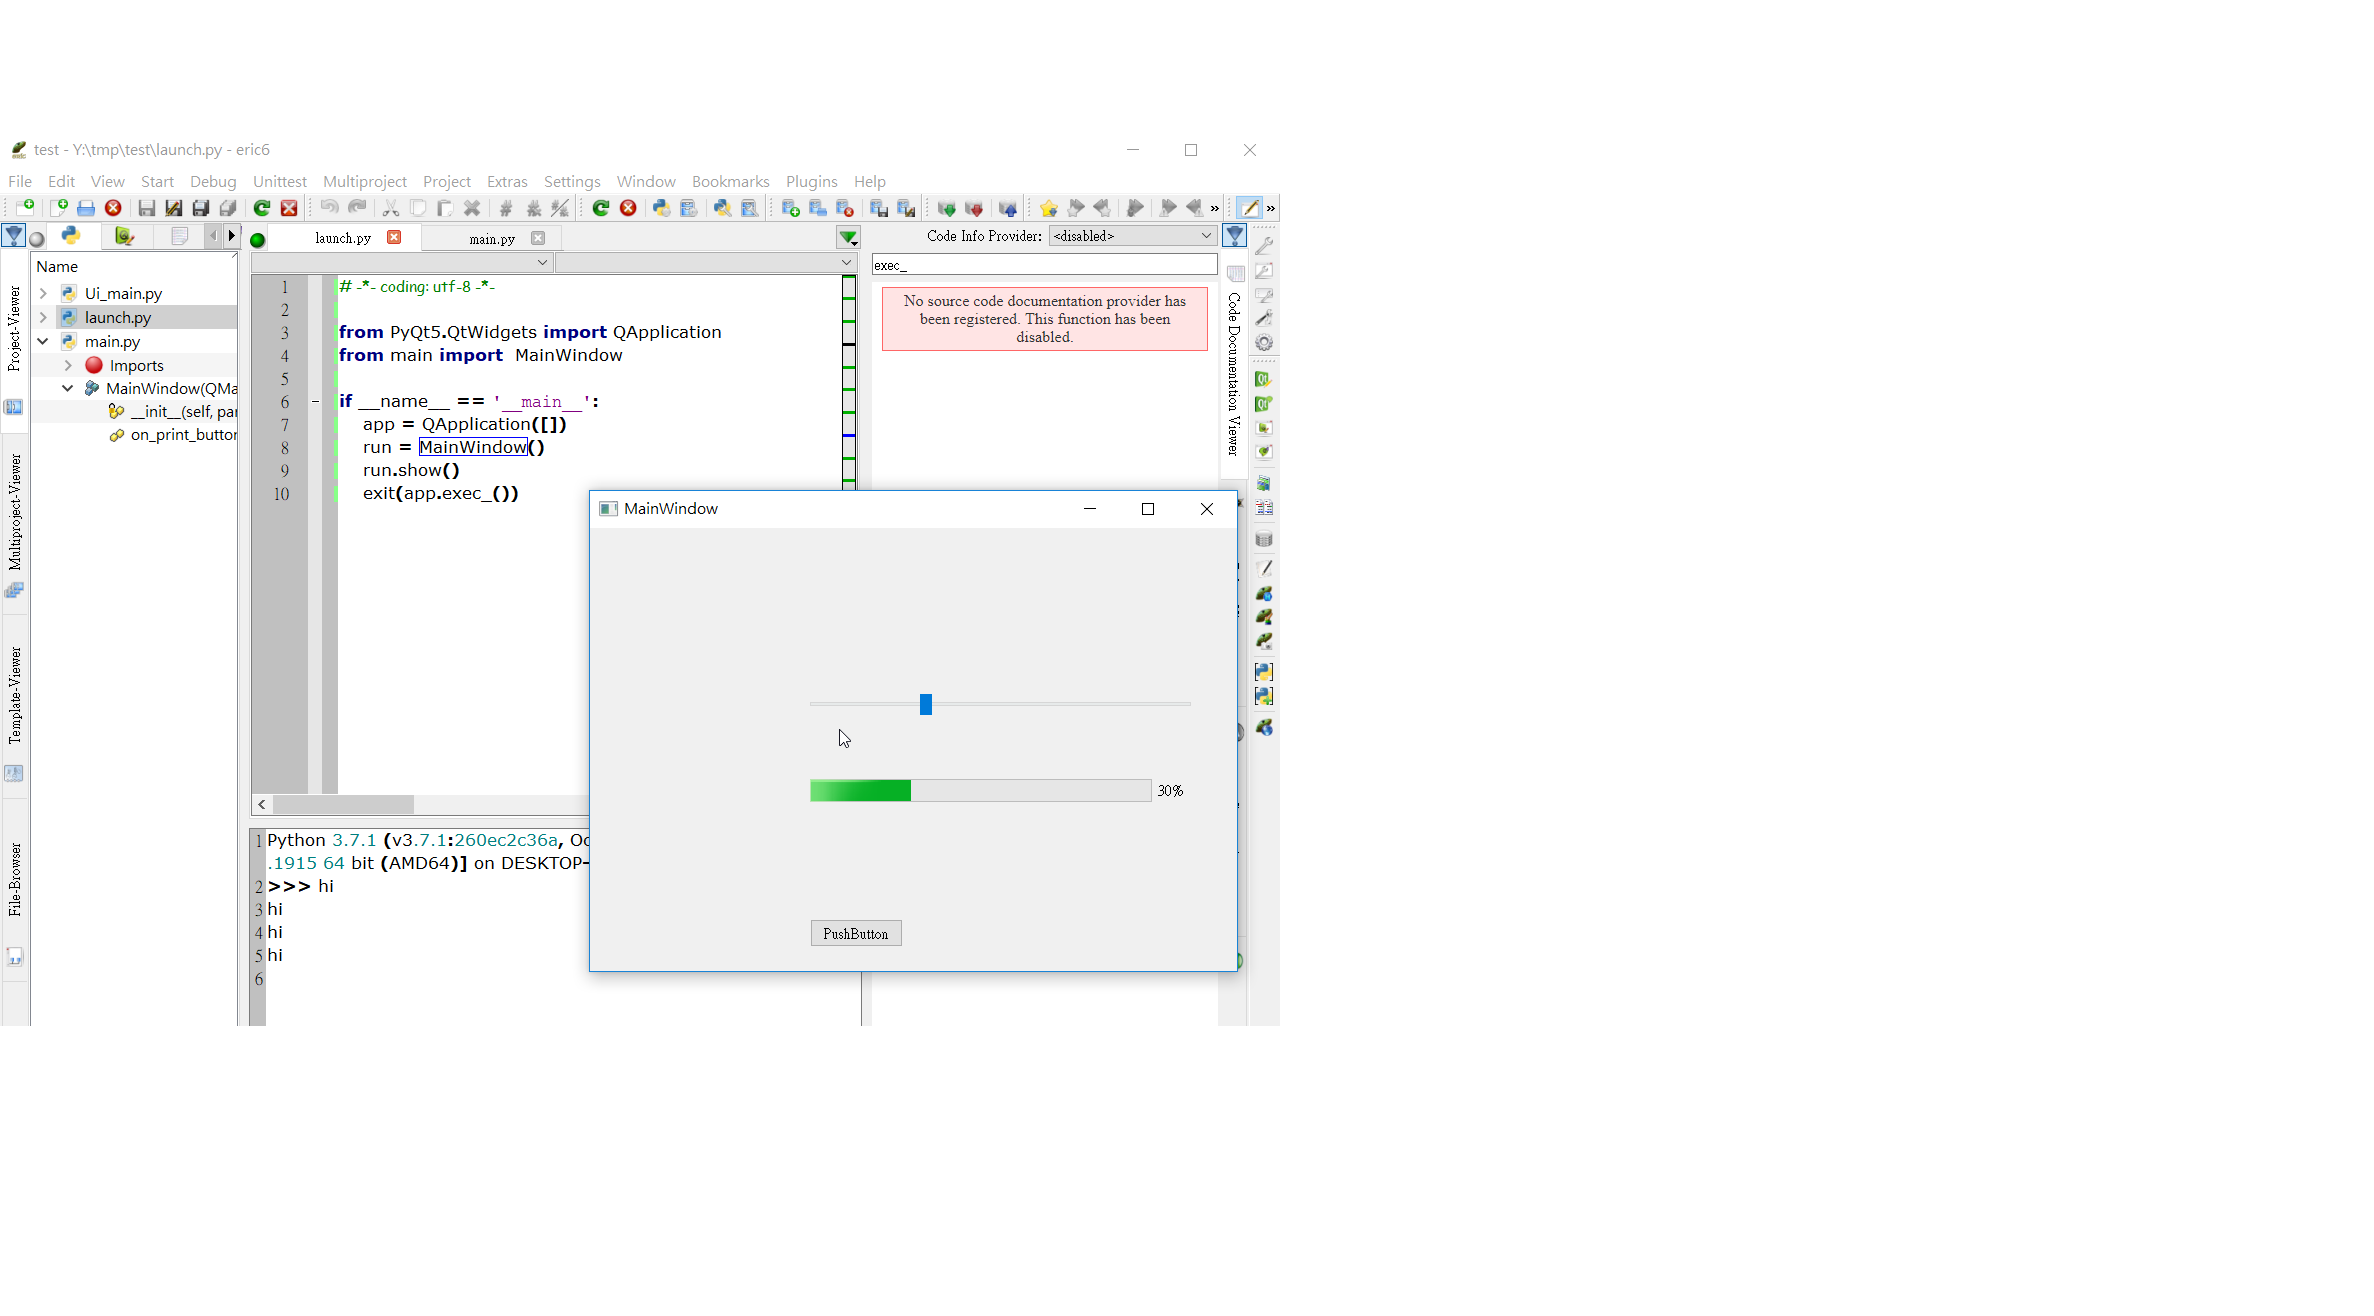 test - Y:\tmp\test\launch.py - eric6
File Edit View Start Debug Unittest Multiproject Project Extras Settings Window Bookmarks Plugins Help
launch.py
main.py
Code Info Provider:
<disabled>
exec_
No source code documentation provider has
been registered. This function has been
disabled.
Project-Viewer
Multiproject-Viewer
Template-Viewer
File-Browser
Name
Ui_main.py
launch.py
main.py
Imports
MainWindow(QMa
__init__(self, par
on_print_button
1 # -*- coding: utf-8 -*-
2
3 from PyQt5.QtWidgets import QApplication
4 from main import  MainWindow
5
6 if __name__ == '__main__':
7 app = QApplication([])
8 run = MainWindow()
9 run.show()
10 exit(app.exec_())
Code Documentation Viewer
MainWindow
30%
PushButton
1 Python 3.7.1 (v3.7.1:260ec2c36a, Oc
.1915 64 bit (AMD64)] on DESKTOP-
2 >>> hi
3 hi
4 hi
5 hi
6